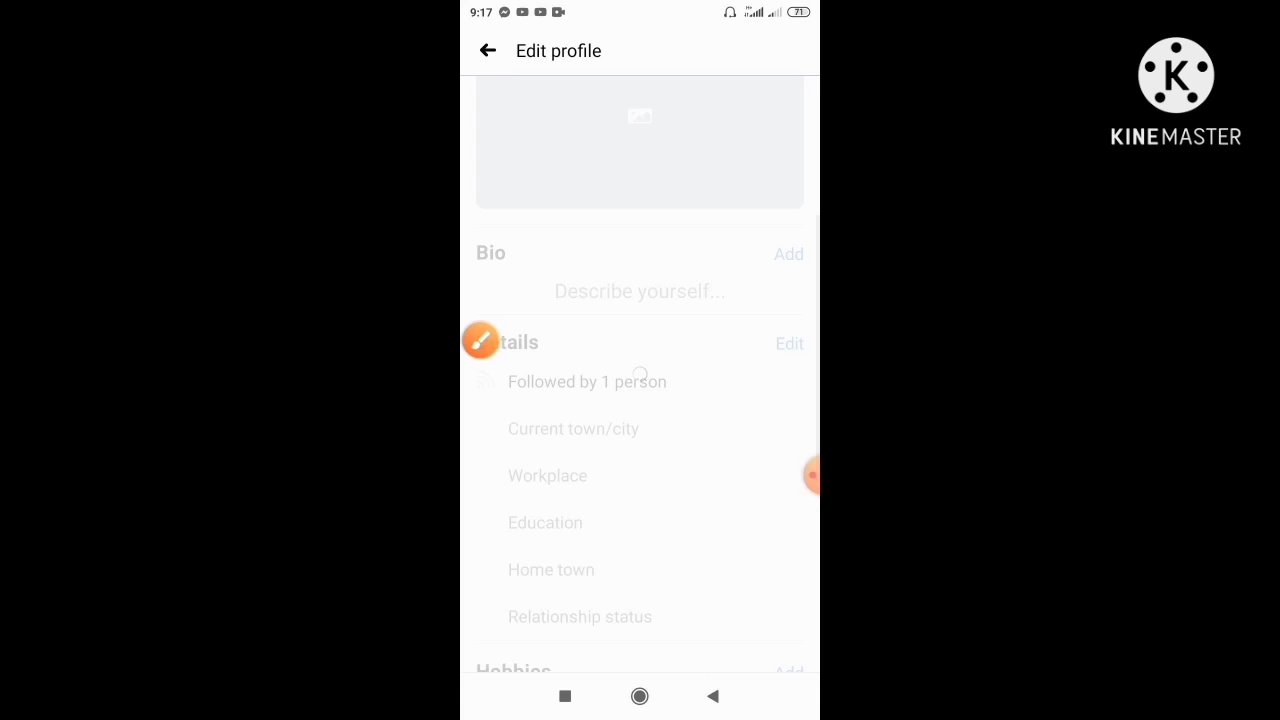 9:17
71
Edit profile
K
KINEMASTER
Bio
Add
Describe yourself...
tails
Edit
Followed by 1 person
Current town/city
Workplace
Education
Home town
Relationship status
Hobbies
Add